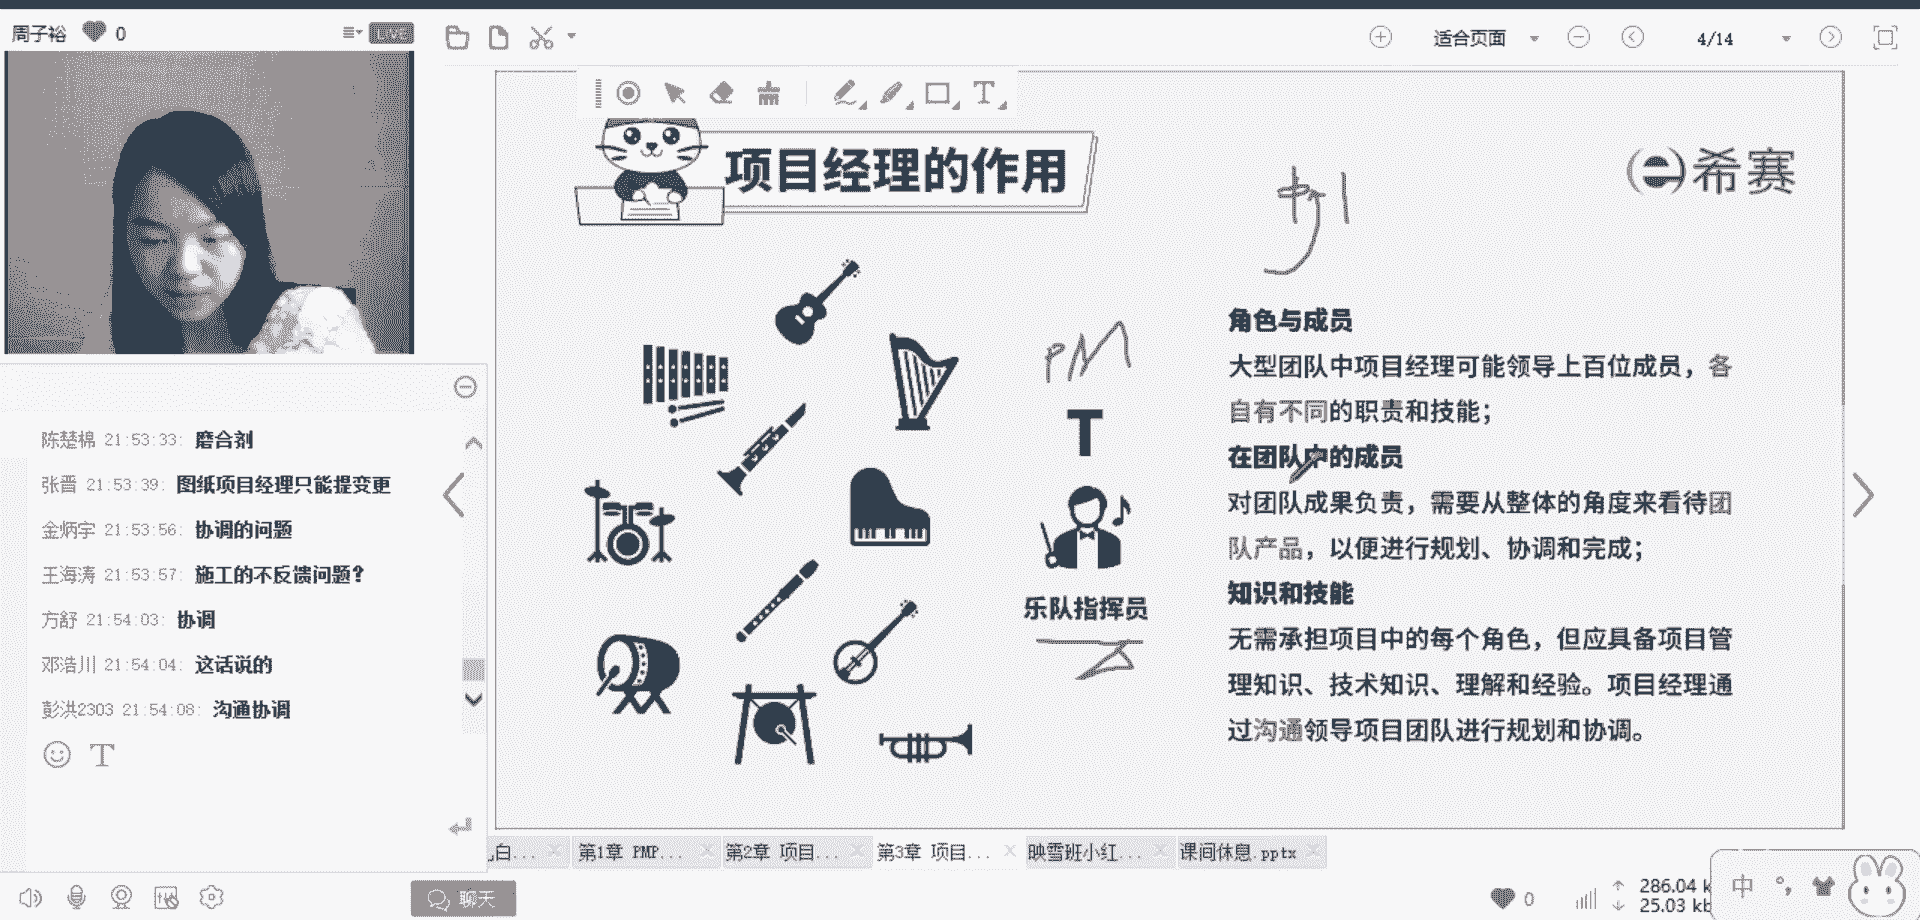 周子裕 0
LIVE
适合页面
4/14
项目经理的作用
希赛
PM
T
乐队指挥员
角色与成员
大型团队中项目经理可能领导上百位成员，各
自有不同的职责和技能；
在团队中的成员
对团队成果负责，需要从整体的角度来看待团
队产品，以便进行规划、协调和完成；
知识和技能
无需承担项目中的每个角色，但应具备项目管
理知识、技术知识、理解和经验。项目经理通
过沟通领导项目团队进行规划和协调。
陈楚棉 21:53:33: 磨合剂
张晋 21:53:39: 图纸项目经理只能提变更
金炳宇 21:53:56: 协调的问题
王海涛 21:53:57: 施工的不反馈问题?
方舒 21:54:03: 协调
邓浩川 21:54:04: 这话说的
彭洪2303 21:54:08: 沟通协调
白... 第1章 PMP... 第2章 项目... 第3章 项目... 映雪班小红... 课间休息.pptx
聊天
0
286.04 k
25.03 kb
中